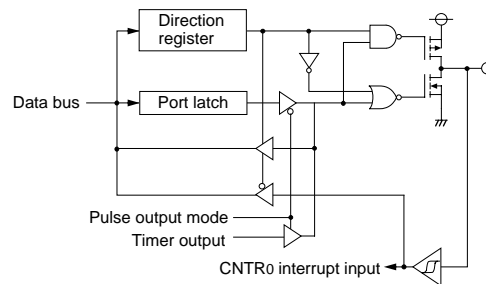 Direction
register
Data bus
Port latch
Pulse output mode
Timer output
CNTR0 interrupt input